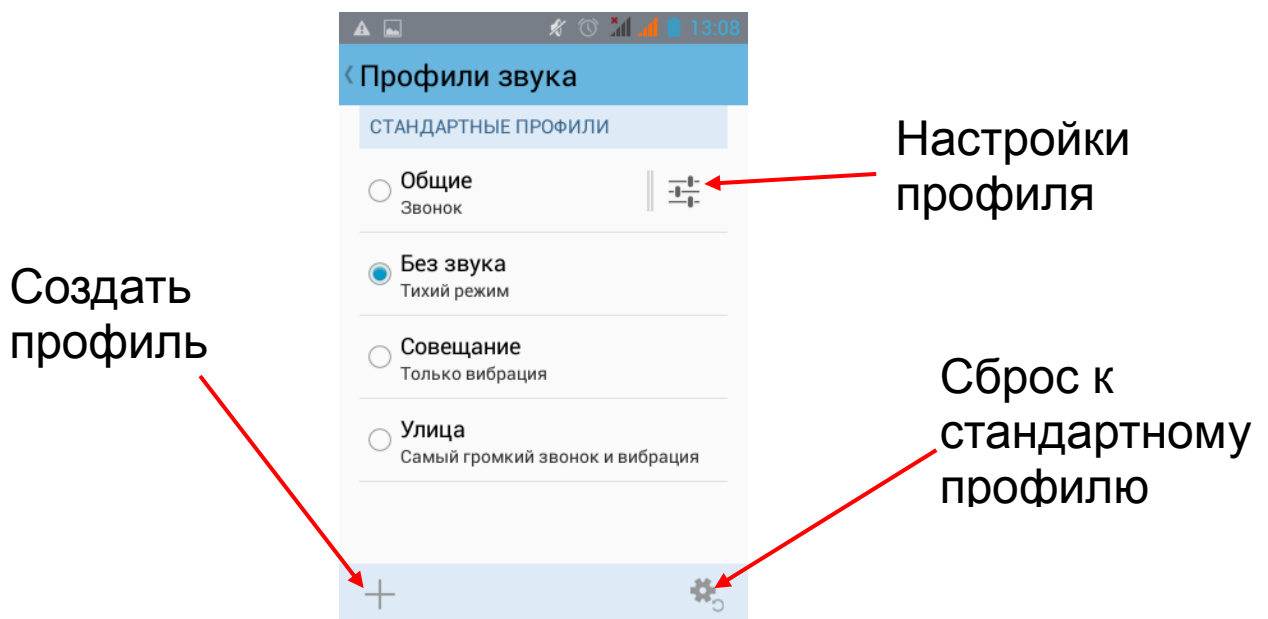 13:08
Профили звука
СТАНДАРТНЫЕ ПРОФИЛИ
Общие
Звонок
Без звука
Тихий режим
Совещание
Только вибрация
Улица
Самый громкий звонок и вибрация
Настройки
профиля
Создать
профиль
Сброс к
стандартному
профилю